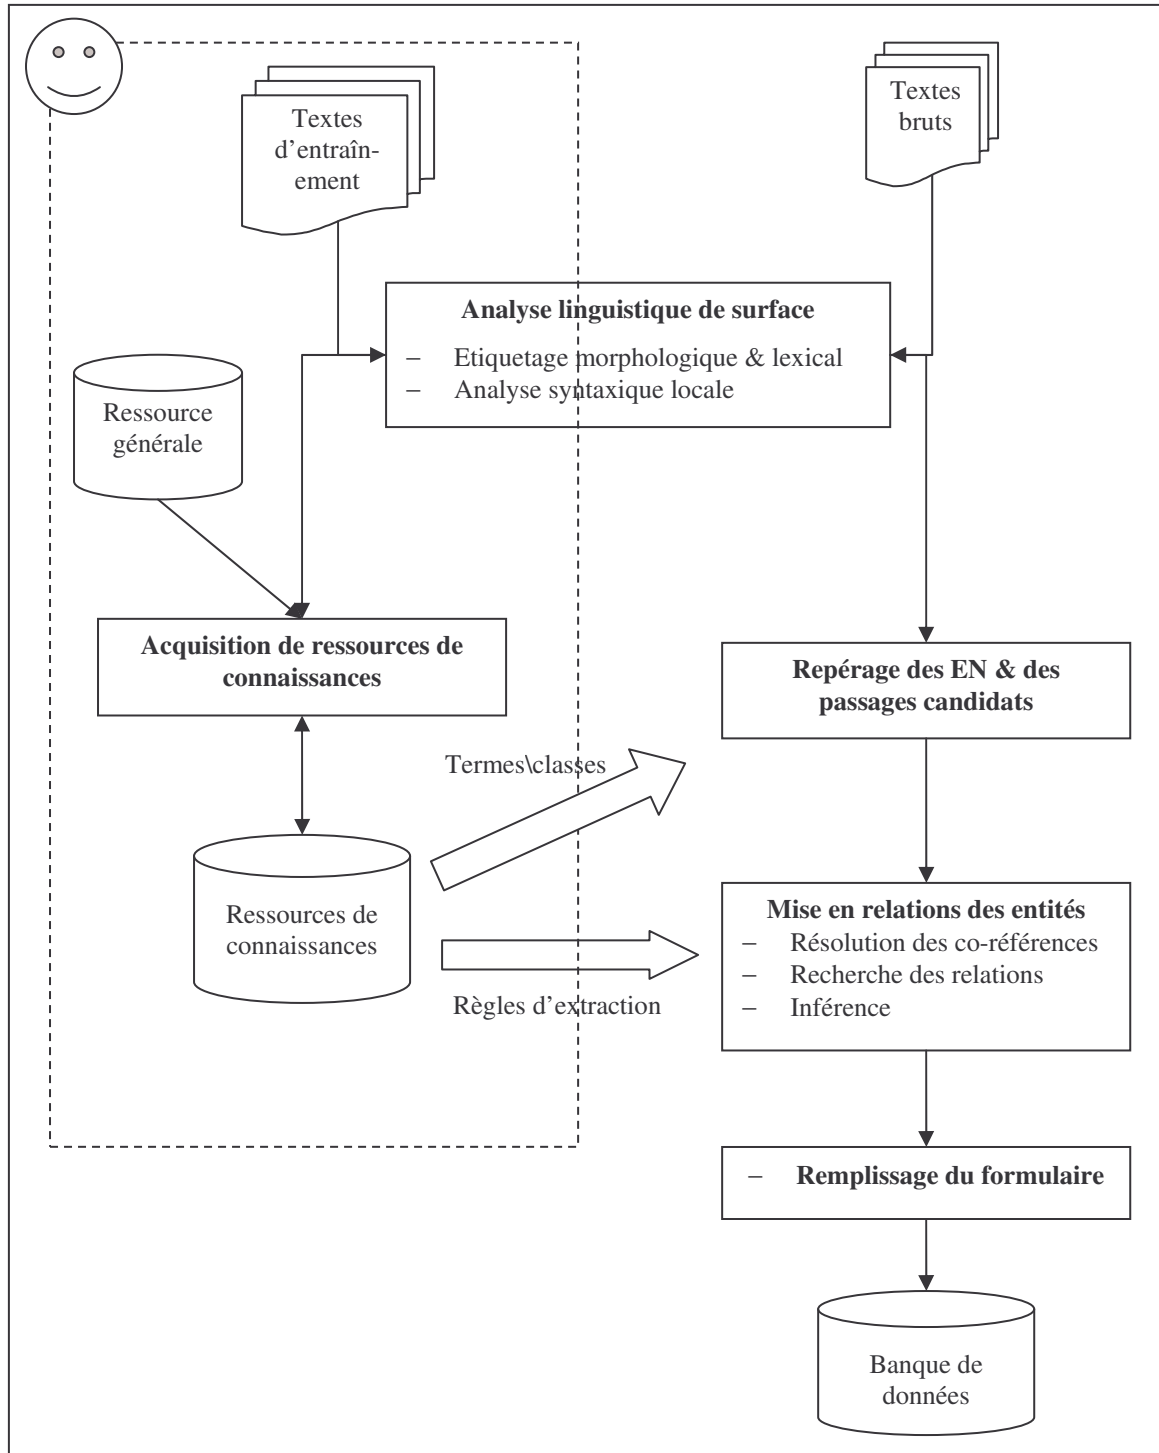 Textes
d’entraîn-
ement
Textes
bruts
Analyse linguistique de surface
– Etiquetage morphologique & lexical
– Analyse syntaxique locale
Ressource
générale
Acquisition de ressources de
connaissances
Repérage des EN & des
passages candidats
Termes\classes
Ressources de
connaissances
Mise en relations des entités
– Résolution des co-références
– Recherche des relations
– Inférence
Règles d’extraction
– Remplissage du formulaire
Banque de
données